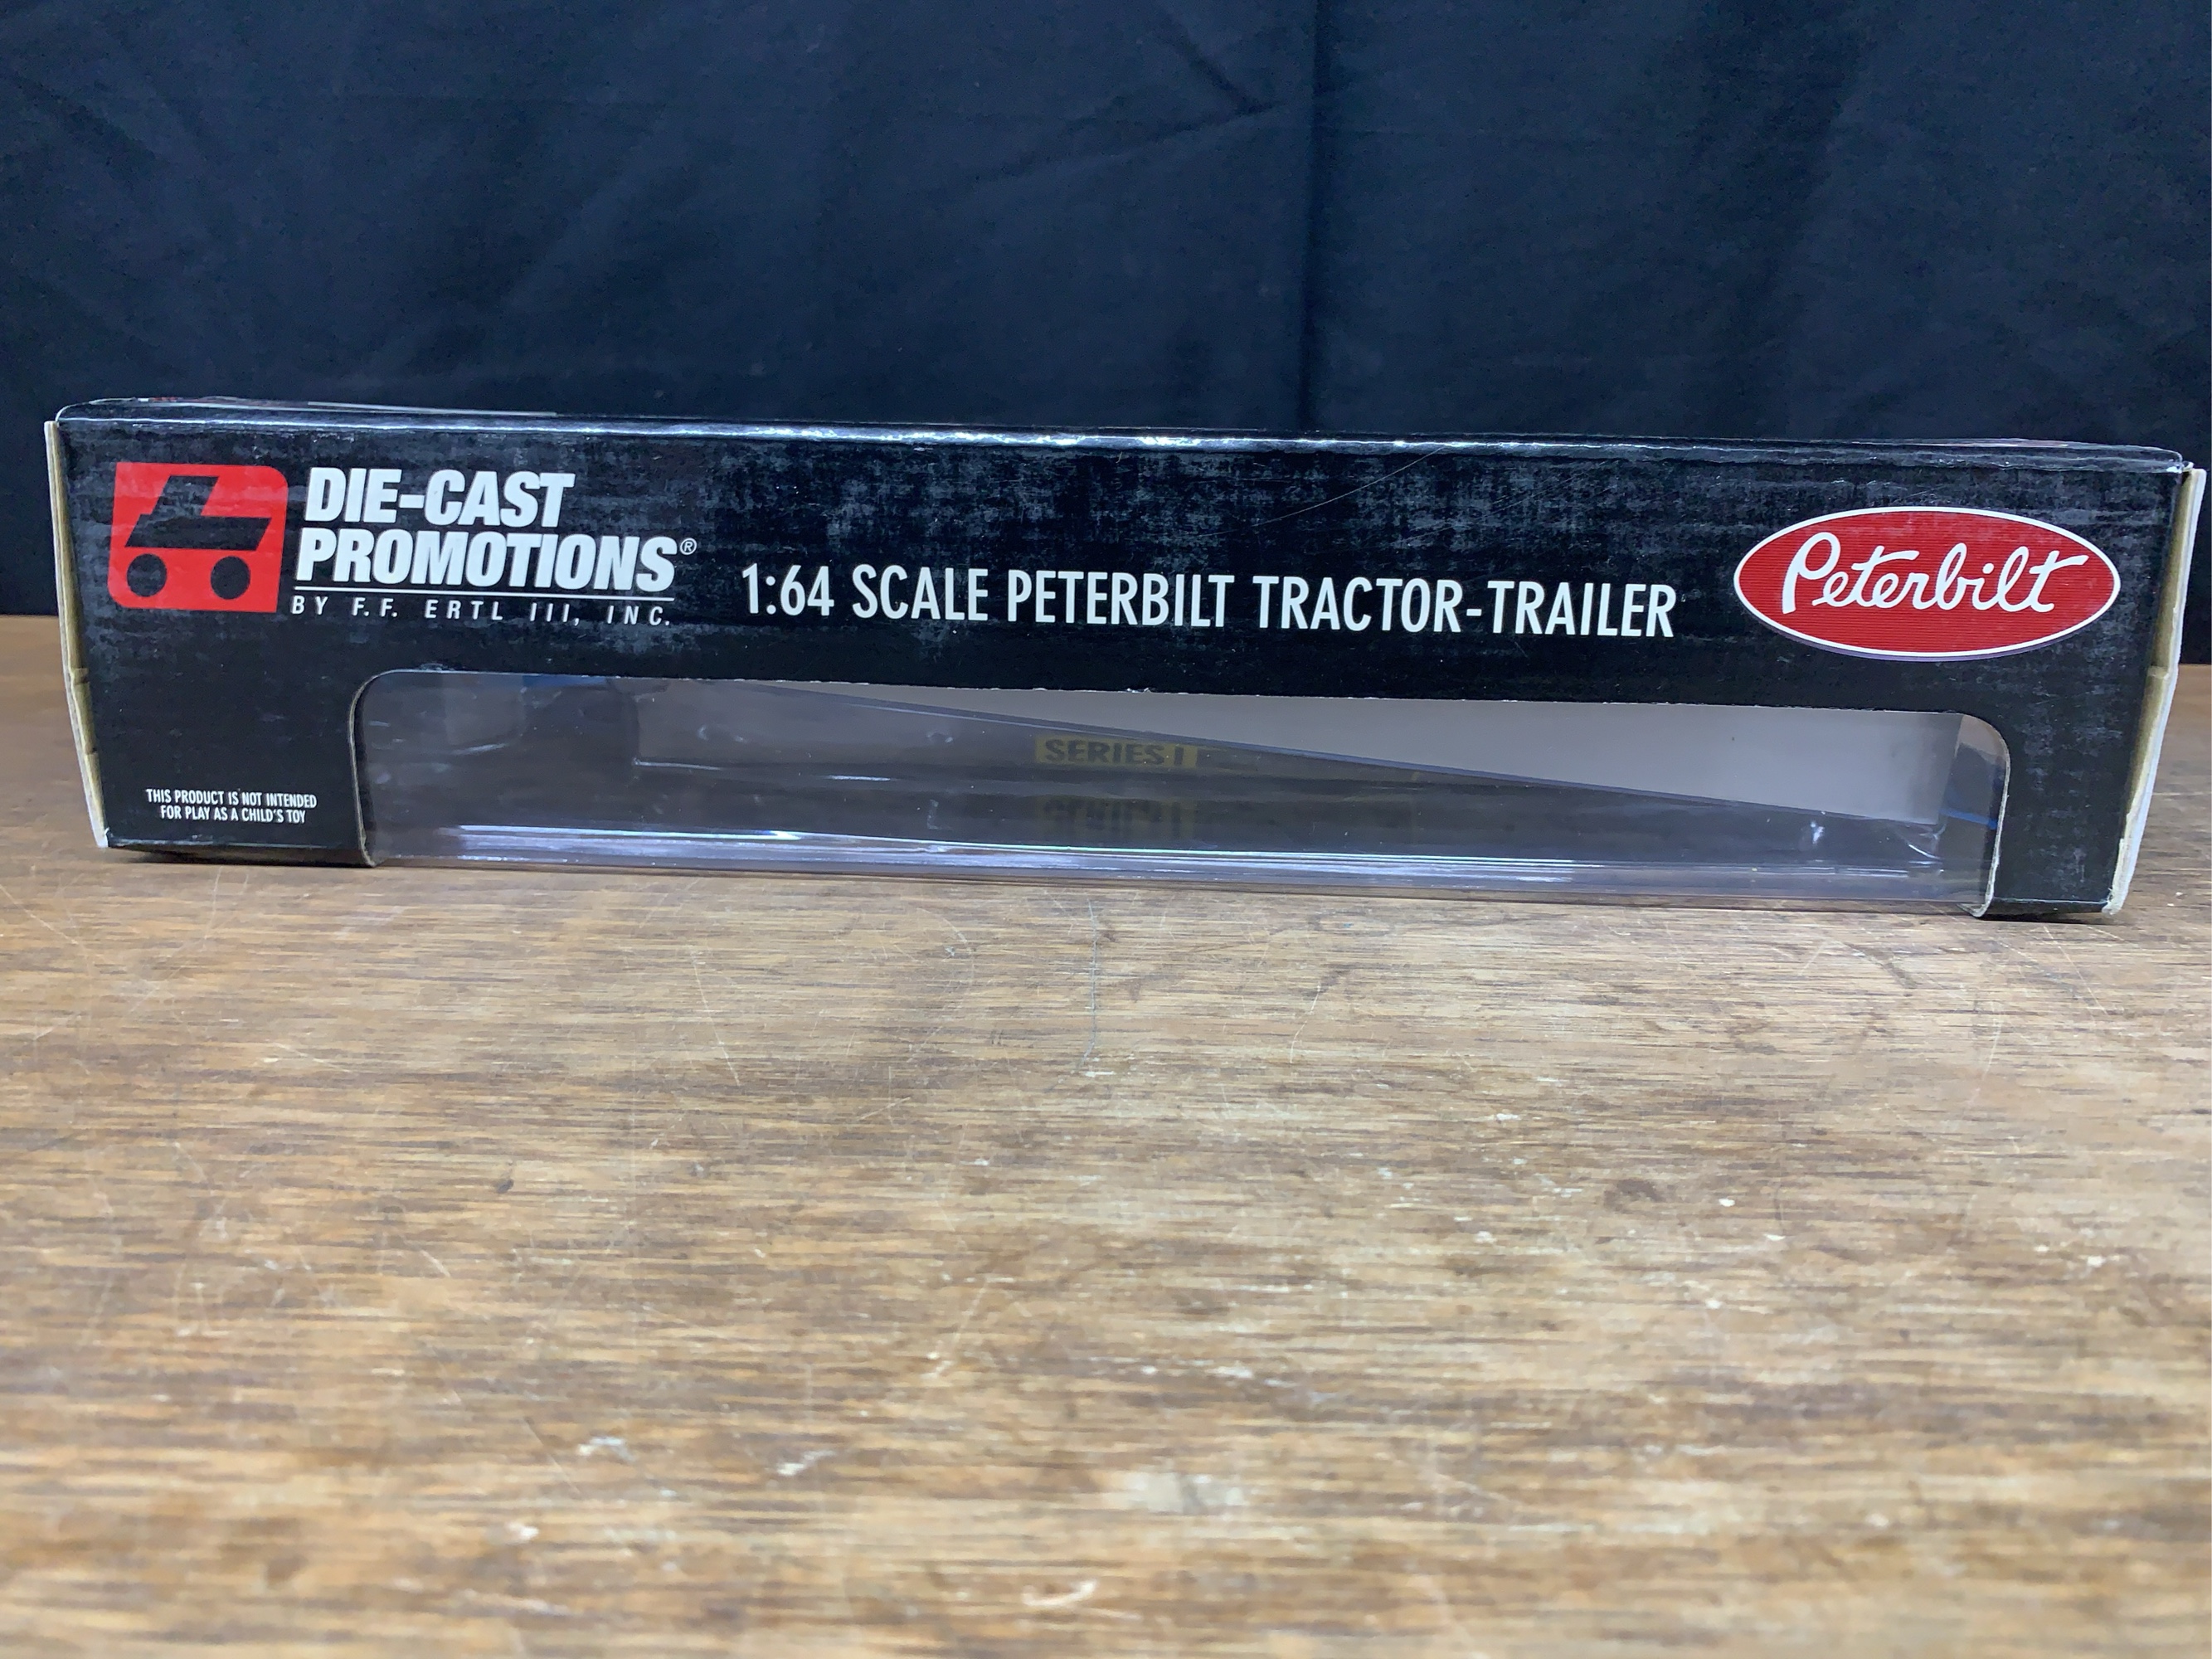 DIE-CAST
PROMOTIONS®
BY F.F. ERTL III, INC.
1:64 SCALE PETERBILT TRACTOR-TRAILER
Peterbilt
SERIES I
THIS PRODUCT IS NOT INTENDED
FOR PLAY AS A CHILD'S TOY